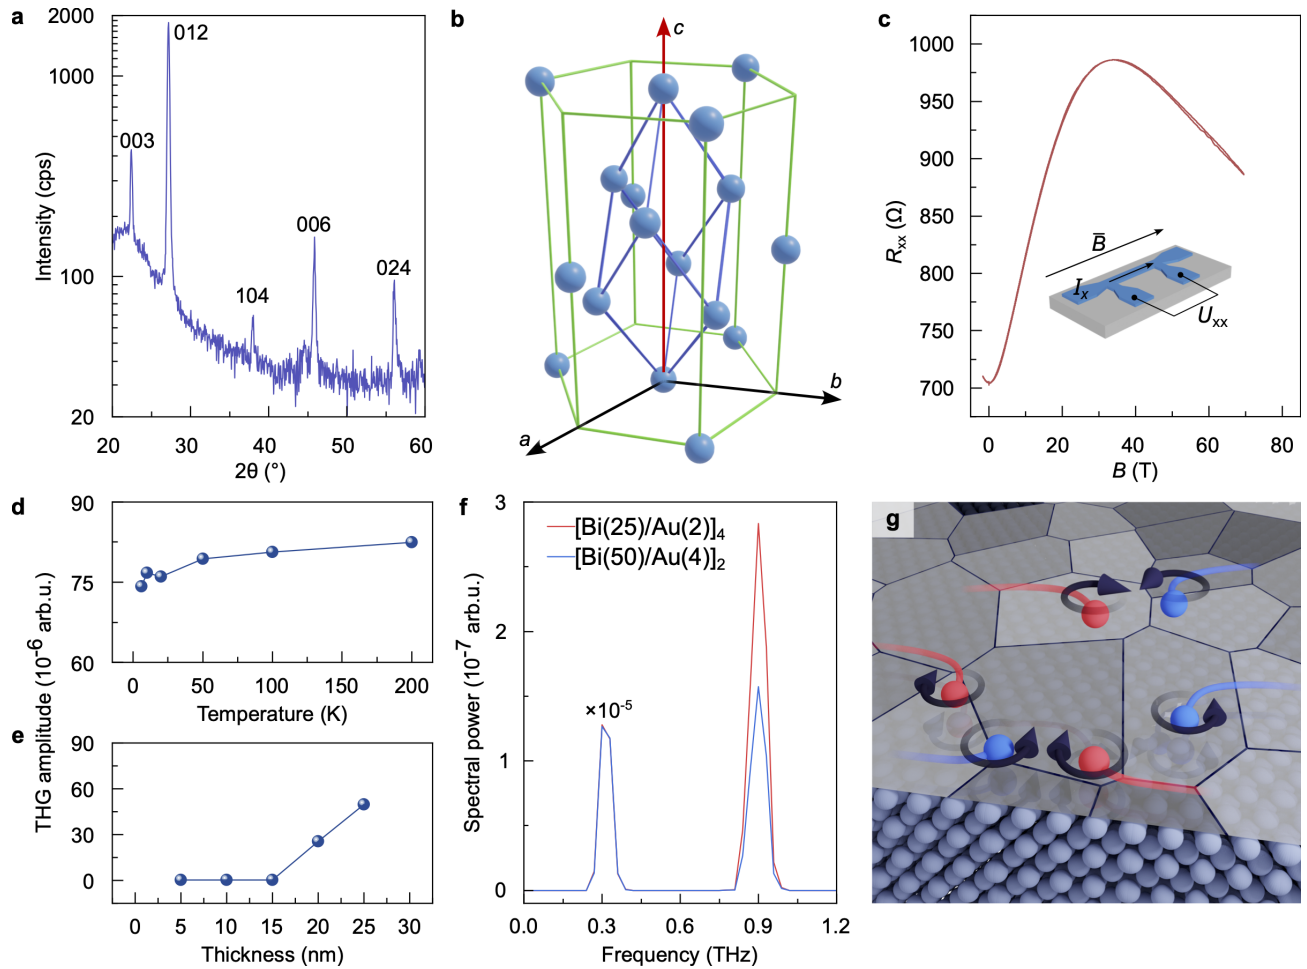 a
2000
1000
100
20
Intensity (cps)
003
012
104
006
024
20 30 40 50 60
2θ (°)
b
c
b
a
c
1000
950
900
850
800
750
700
R_xx (Ω)
B̅
I_x
U_xx
0 20 40 60 80
B (T)
d
90
75
60
0 50 100 150 200
Temperature (K)
THG amplitude (10⁻⁶ arb.u.)
e
90
60
30
0
0 5 10 15 20 25 30
Thickness (nm)
f
3
2
1
0
Spectral power (10⁻⁷ arb.u.)
[Bi(25)/Au(2)]₄
[Bi(50)/Au(4)]₂
×10⁻⁵
0.0 0.3 0.6 0.9 1.2
Frequency (THz)
g